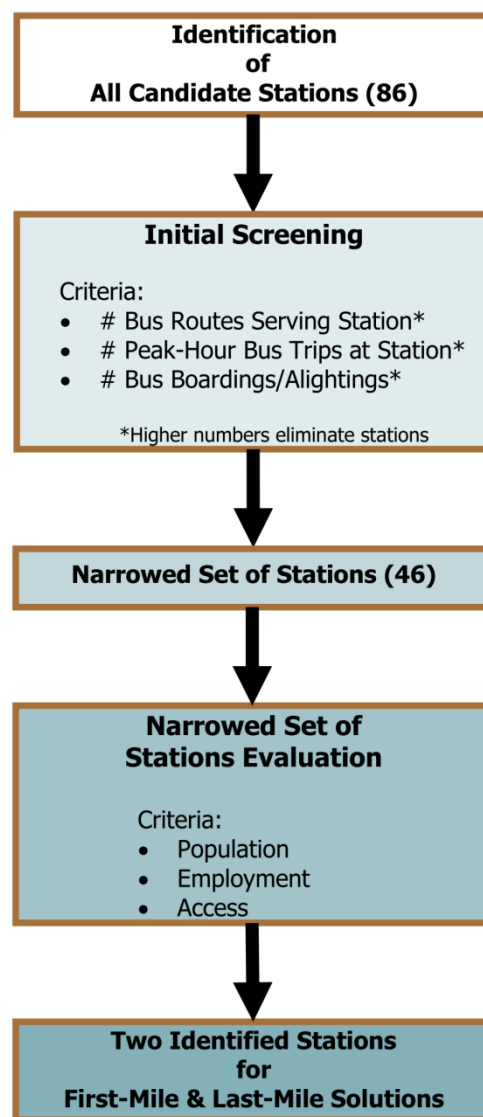 Identification
of
All Candidate Stations (86)
Initial Screening
Criteria:
• # Bus Routes Serving Station*
• # Peak-Hour Bus Trips at Station*
• # Bus Boardings/Alightings*
*Higher numbers eliminate stations
Narrowed Set of Stations (46)
Narrowed Set of
Stations Evaluation
Criteria:
• Population
• Employment
• Access
Two Identified Stations
for
First-Mile & Last-Mile Solutions